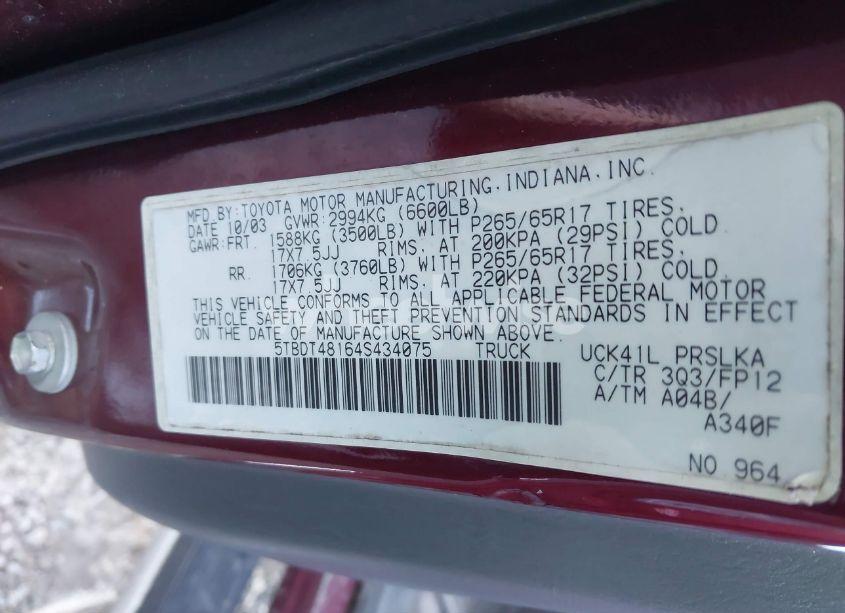 MFD BY:TOYOTA MOTOR MANUFACTURING.INDIANA,INC.
DATE 10/03 GVWR 2994KG (6600LB)
GAWR:FRT. 1588KG (3500LB) WITH P265/65R17 TIRES.
17X7.5JJ RIMS. AT 200KPA (29PSI) COLD
RR. 1706KG (3760LB) WITH P265/65R17 TIRES.
17X7.5JJ RIMS. AT 220KPA (32PSI) COLD.
THIS VEHICLE CONFORMS TO ALL APPLICABLE FEDERAL MOTOR
VEHICLE SAFETY AND THEFT PREVENTION STANDARDS IN EFFECT
ON THE DATE OF MANUFACTURE SHOWN ABOVE.
5TBDT48164S434075 TRUCK UCK41L PRSLKA
C/TR 3Q3/FP12
A/TM A04B/
A340F
NO 964